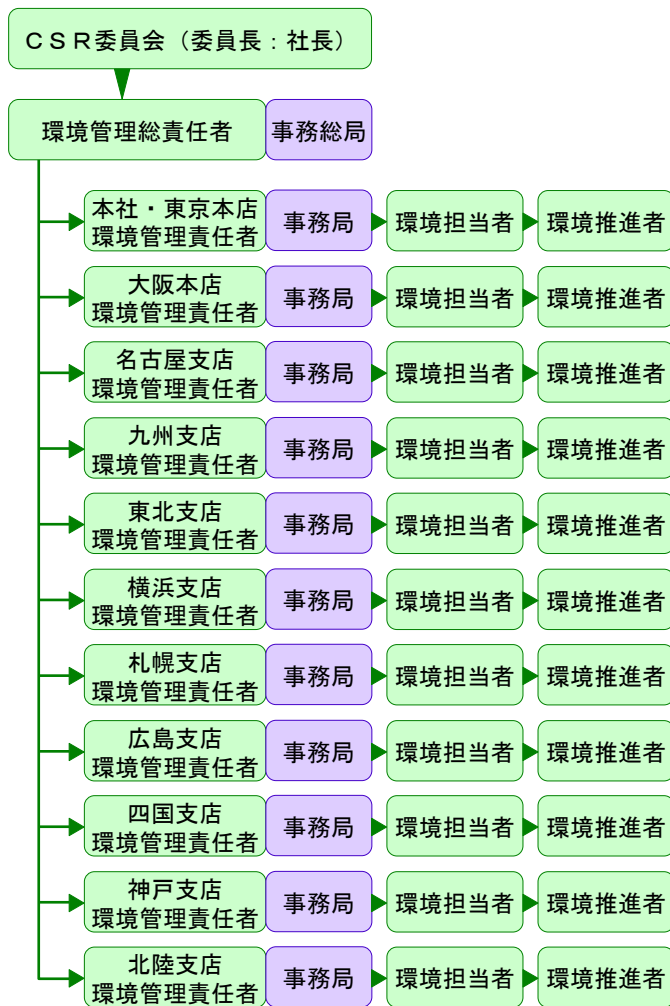 ＣＳＲ委員会（委員長：社長）
環境管理総責任者 事務総局
本社・東京本店
環境管理責任者 事務局 環境担当者 環境推進者
大阪本店
環境管理責任者 事務局 環境担当者 環境推進者
名古屋支店
環境管理責任者 事務局 環境担当者 環境推進者
九州支店
環境管理責任者 事務局 環境担当者 環境推進者
東北支店
環境管理責任者 事務局 環境担当者 環境推進者
横浜支店
環境管理責任者 事務局 環境担当者 環境推進者
札幌支店
環境管理責任者 事務局 環境担当者 環境推進者
広島支店
環境管理責任者 事務局 環境担当者 環境推進者
四国支店
環境管理責任者 事務局 環境担当者 環境推進者
神戸支店
環境管理責任者 事務局 環境担当者 環境推進者
北陸支店
環境管理責任者 事務局 環境担当者 環境推進者